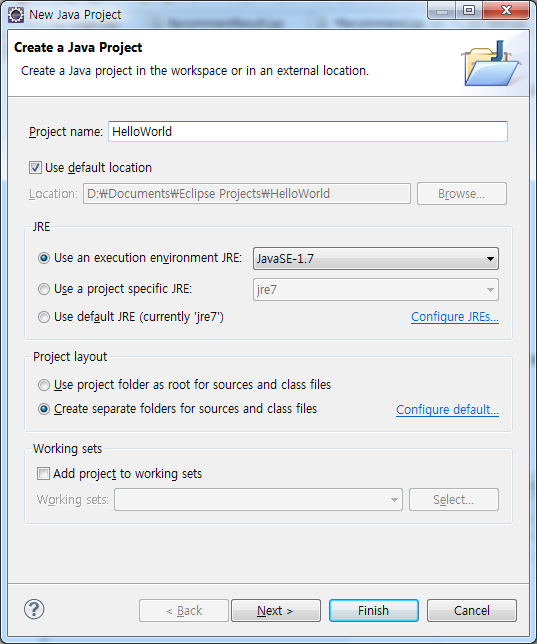 New Java Project
Create a Java Project
Create a Java project in the workspace or in an external location.
Project name: HelloWorld
Use default location
Location: D:₩Documents₩Eclipse Projects₩HelloWorld Browse...
JRE
Use an execution environment JRE: JavaSE-1.7
Use a project specific JRE: jre7
Use default JRE (currently 'jre7') Configure JREs...
Project layout
Use project folder as root for sources and class files
Create separate folders for sources and class files Configure default...
Working sets
Add project to working sets
Working sets: Select...
? < Back Next > Finish Cancel